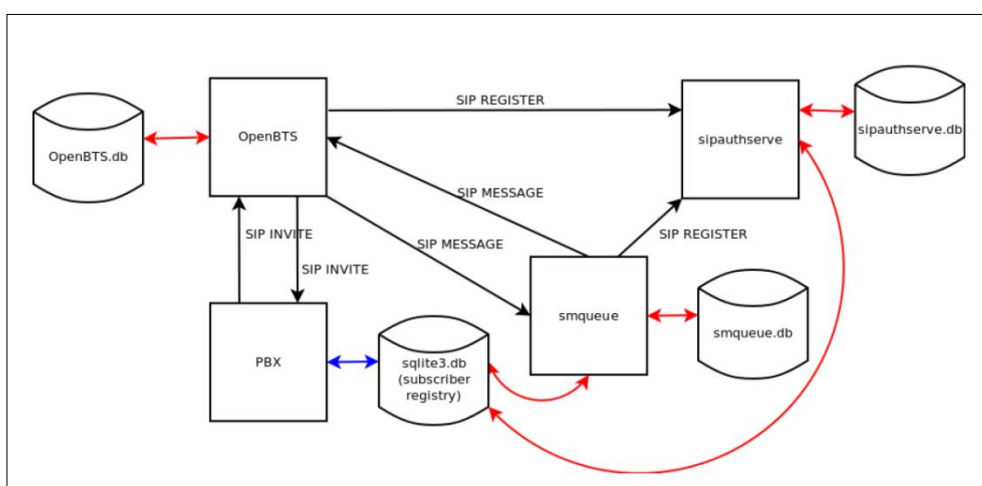 SIP REGISTER
OpenBTS
sipauthserve
sipauthserve.db
OpenBTS.db
SIP MESSAGE
SIP INVITE
SIP MESSAGE
SIP REGISTER
SIP INVITE
smqueue
smqueue.db
PBX
sqlite3.db
(subscriber
registry)